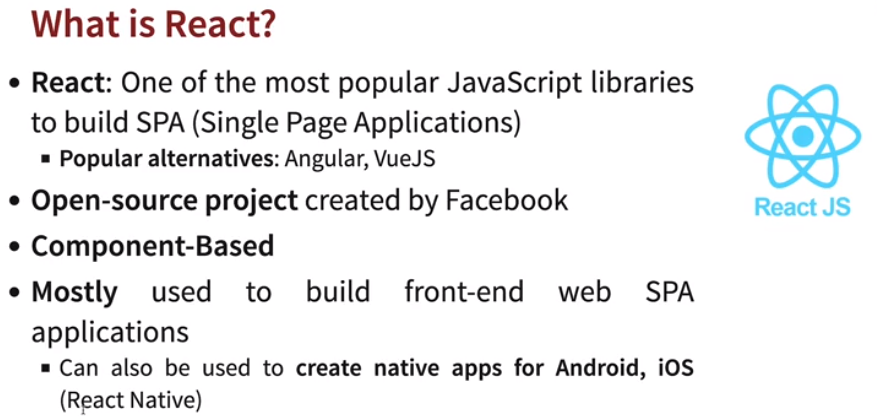 What is React?
• React: One of the most popular JavaScript libraries
to build SPA (Single Page Applications)
▪ Popular alternatives: Angular, VueJS
• Open-source project created by Facebook
• Component-Based
• Mostly used to build front-end web SPA
applications
▪ Can also be used to create native apps for Android, iOS
(React Native)
React JS